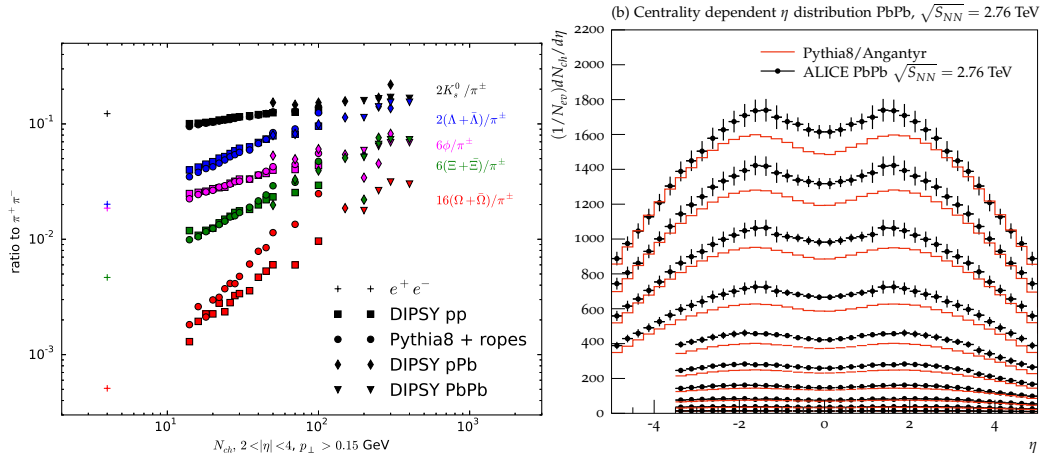 (b) Centrality dependent η distribution PbPb, √S_NN = 2.76 TeV
ratio to π⁺π⁻
10⁻¹
10⁻²
10⁻³
2K_s^0/π^±
2(Λ+Λ̄)/π^±
6ϕ/π^±
6(Ξ+Ξ̄)/π^±
16(Ω+Ω̄)/π^±
e⁺ e⁻
DIPSY pp
Pythia8 + ropes
DIPSY pPb
DIPSY PbPb
10¹
10²
10³
N_ch, 2<|η|<4, p_⊥ > 0.15 GeV
(1/N_ev)dN_ch/dη
2200
2000
1800
1600
1400
1200
1000
800
600
400
200
0
Pythia8/Angantyr
ALICE PbPb √S_NN = 2.76 TeV
-4
-2
0
2
4
η